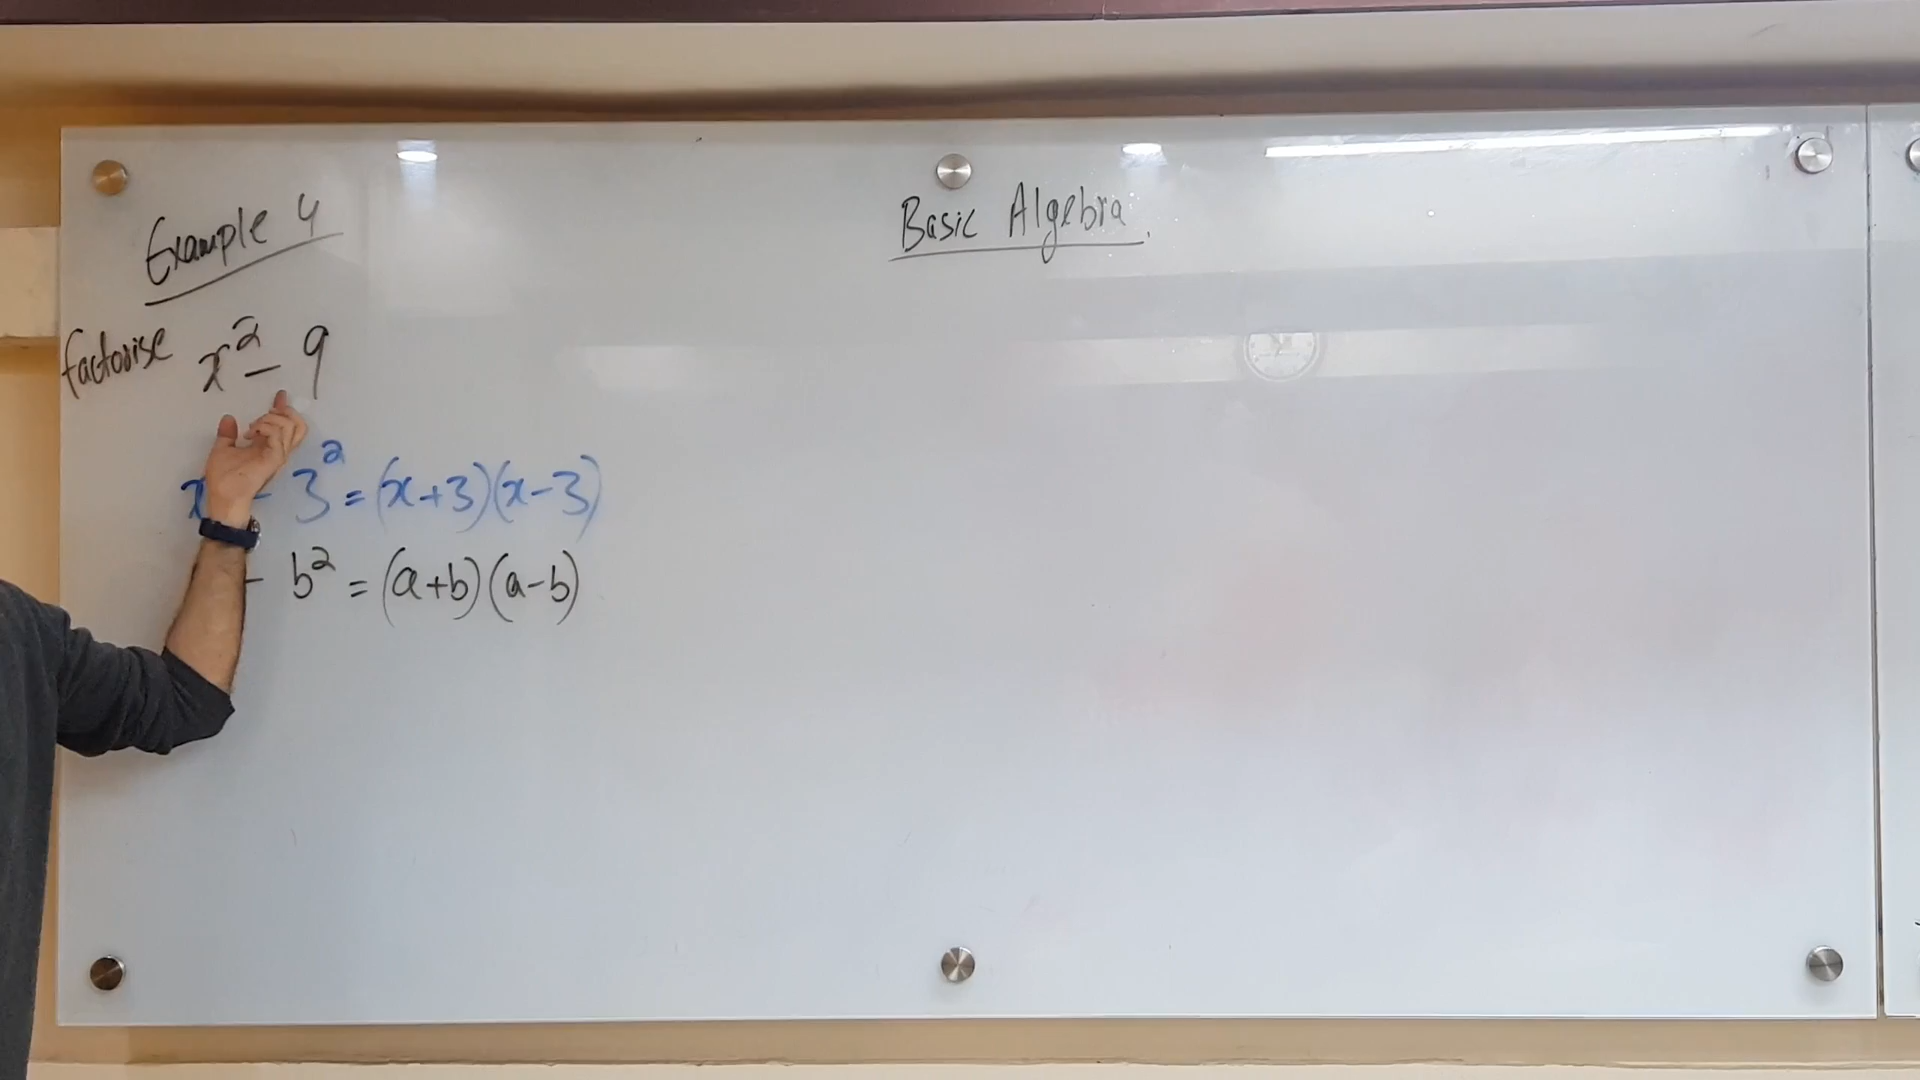 Basic Algebra.
Example 4
factorise x² - 9
x - 3² = (x+3)(x-3)
- b² = (a+b)(a-b)